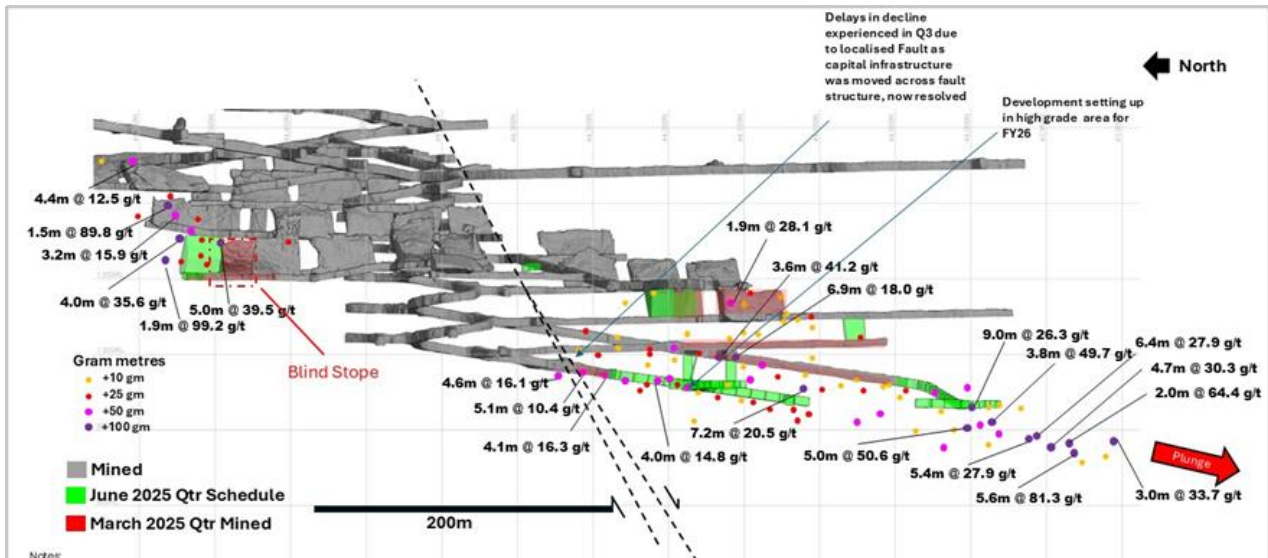 Delays in decline
experienced in Q3 due
to localised Fault as
capital infrastructure
was moved across fault
structure, now resolved
North
Development setting up
in high grade area for
FY26
4.4m @ 12.5 g/t
1.5m @ 89.8 g/t
3.2m @ 15.9 g/t
4.0m @ 35.6 g/t
5.0m @ 39.5 g/t
1.9m @ 99.2 g/t
Blind Stope
1.9m @ 28.1 g/t
3.6m @ 41.2 g/t
6.9m @ 18.0 g/t
9.0m @ 26.3 g/t
3.8m @ 49.7 g/t
6.4m @ 27.9 g/t
4.7m @ 30.3 g/t
2.0m @ 64.4 g/t
4.6m @ 16.1 g/t
5.1m @ 10.4 g/t
4.1m @ 16.3 g/t
4.0m @ 14.8 g/t
7.2m @ 20.5 g/t
5.0m @ 50.6 g/t
5.4m @ 27.9 g/t
5.6m @ 81.3 g/t
3.0m @ 33.7 g/t
Plunge
Gram metres
+10 gm
+25 gm
+50 gm
+100 gm
Mined
June 2025 Qtr Schedule
March 2025 Qtr Mined
200m
Notes: